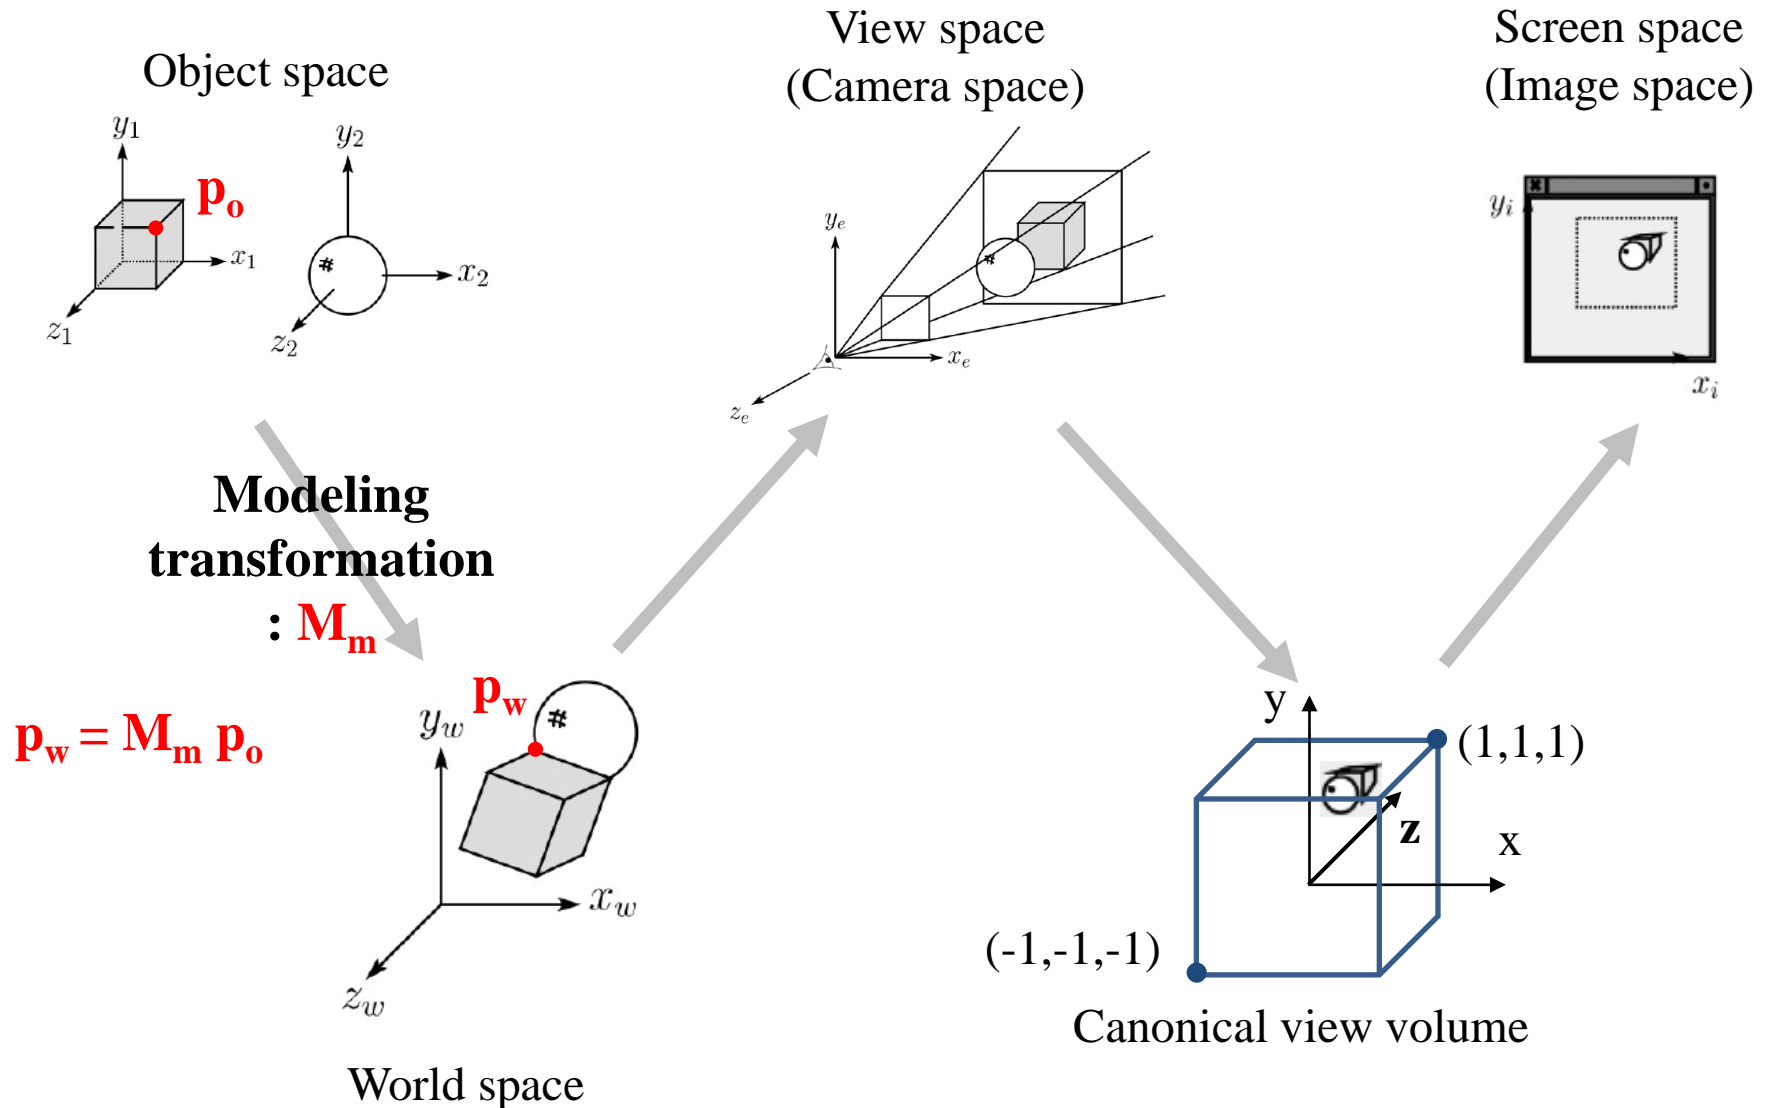 Object space
y1
po
x1
z1
y2
#
x2
z2
View space
(Camera space)
ye
#
xe
ze
Screen space
(Image space)
yi
xi
Modeling
transformation
: Mm
pw = Mm po
pw
#
yw
xw
zw
World space
y
(1,1,1)
z
x
(-1,-1,-1)
Canonical view volume